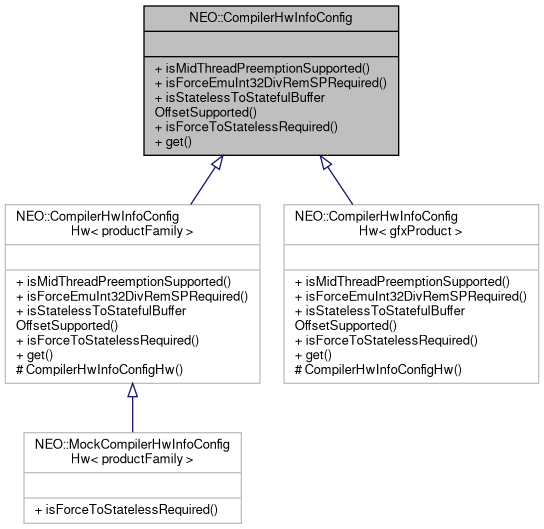 NEO::CompilerHwInfoConfig
+ isMidThreadPreemptionSupported()
+ isForceEmuInt32DivRemSPRequired()
+ isStatelessToStatefulBuffer
OffsetSupported()
+ isForceToStatelessRequired()
+ get()
NEO::CompilerHwInfoConfig
Hw< productFamily >
+ isMidThreadPreemptionSupported()
+ isForceEmuInt32DivRemSPRequired()
+ isStatelessToStatefulBuffer
OffsetSupported()
+ isForceToStatelessRequired()
+ get()
# CompilerHwInfoConfigHw()
NEO::CompilerHwInfoConfig
Hw< gfxProduct >
+ isMidThreadPreemptionSupported()
+ isForceEmuInt32DivRemSPRequired()
+ isStatelessToStatefulBuffer
OffsetSupported()
+ isForceToStatelessRequired()
+ get()
# CompilerHwInfoConfigHw()
NEO::MockCompilerHwInfoConfig
Hw< productFamily >
+ isForceToStatelessRequired()